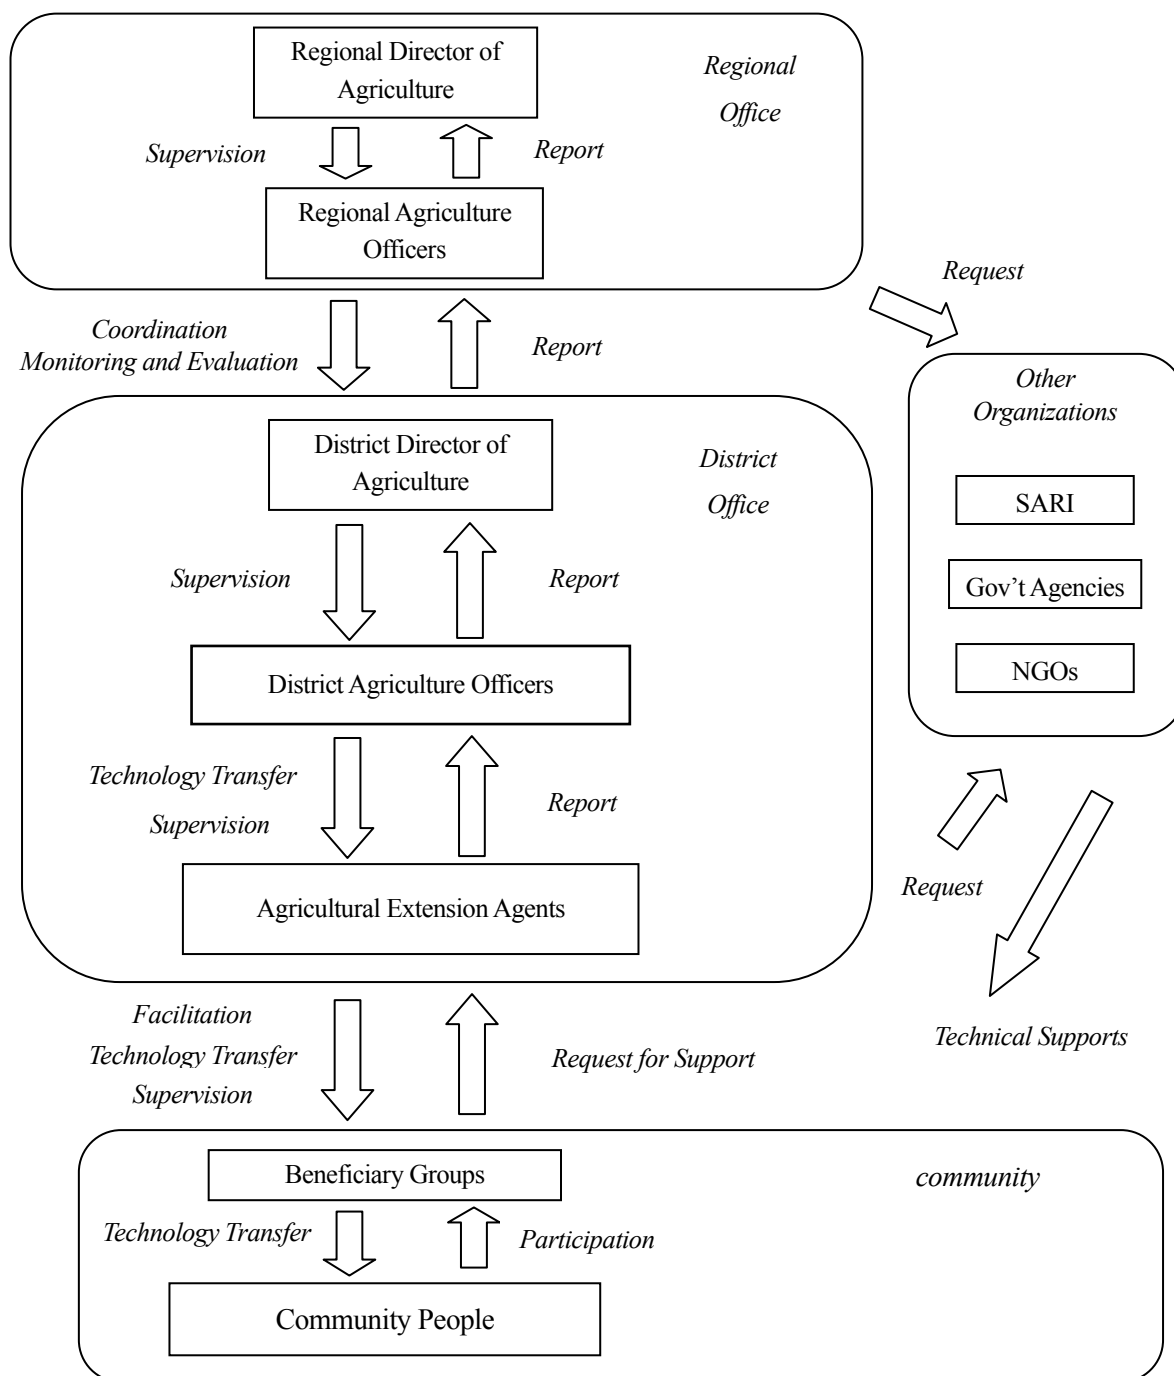 Regional Director of
Agriculture
Regional
Office
Supervision
Report
Regional Agriculture
Officers
Request
Coordination
Monitoring and Evaluation
Report
Other
Organizations
District Director of
Agriculture
District
Office
SARI
Supervision
Report
Gov't Agencies
NGOs
District Agriculture Officers
Technology Transfer
Supervision
Report
Request
Agricultural Extension Agents
Facilitation
Technology Transfer
Supervision
Request for Support
Technical Supports
Beneficiary Groups
community
Technology Transfer
Participation
Community People